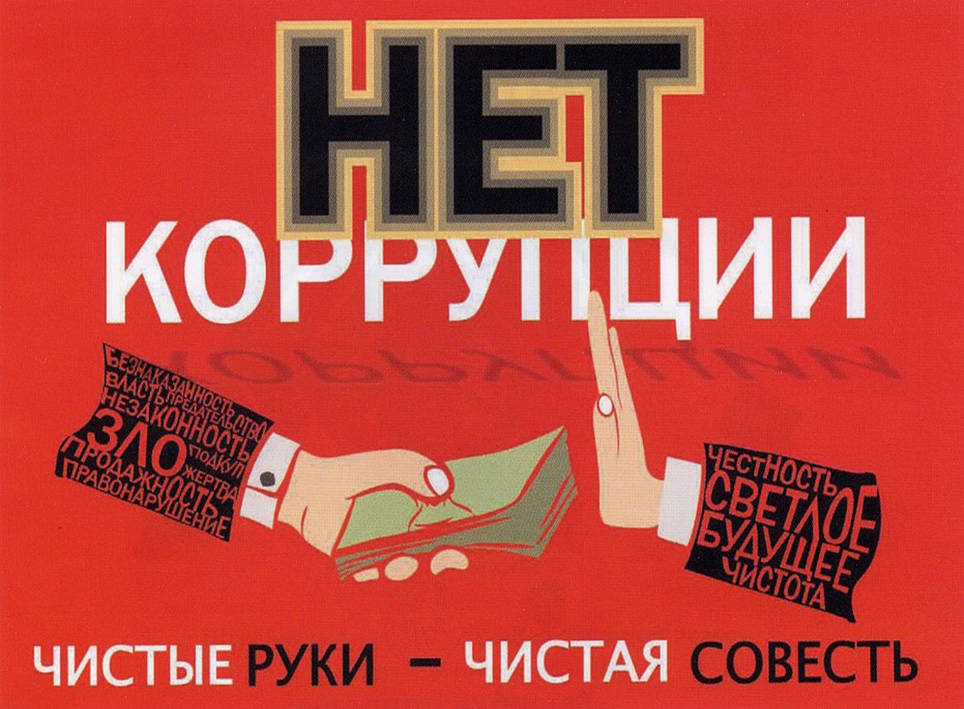 НЕТ
КОРРУПЦИИ
БЕЗНАКАЗАННОСТЬ
ВЛАСТЬ ПРЕДАТЕЛЬСТВО
НЕЗАКОННОСТЬ
ЗЛО ПОДКУП
ЖЕРТВА
ПРОДАЖНОСТЬ
ПРАВОНАРУШЕНИЕ
ЧЕСТНОСТЬ
СВЕТЛОЕ
БУДУЩЕЕ
ЧИСТОТА
ЧИСТЫЕ РУКИ – ЧИСТАЯ СОВЕСТЬ